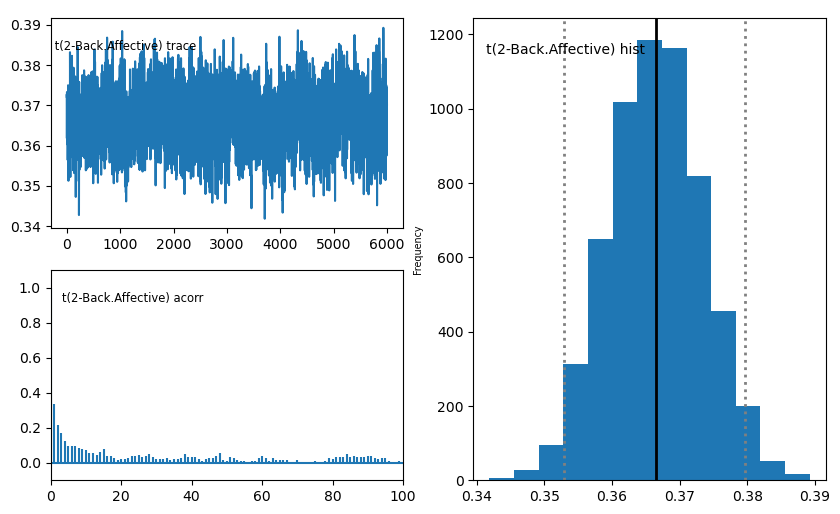 t(2-Back.Affective) trace
0.39
0.38
0.37
0.36
0.35
0.34
0 1000 2000 3000 4000 5000 6000
t(2-Back.Affective) acorr
1.0
0.8
0.6
0.4
0.2
0.0
0 20 40 60 80 100
t(2-Back.Affective) hist
Frequency
1200
1000
800
600
400
200
0
0.34 0.35 0.36 0.37 0.38 0.39